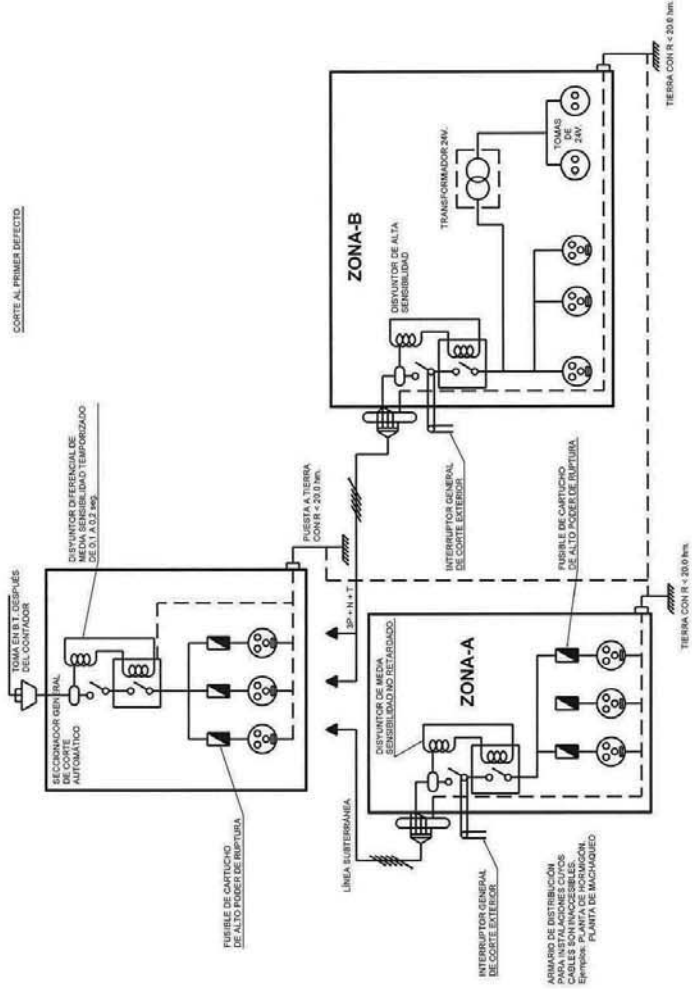 CORTE AL PRIMER DEFECTO
TOMA EN B.T. DESPUÉS
DEL CONTADOR
SECCIONADOR GENERAL
DE CORTE
AUTOMÁTICO
DISYUNTOR DIFERENCIAL DE
MEDIA SENSIBILIDAD TEMPORIZADO
DE 0,1 A 0,2 seg.
FUSIBLE DE CARTUCHO
DE ALTO PODER DE RUPTURA
PUESTA A TIERRA
CON R < 20.0 hm.
LÍNEA SUBTERRÁNEA
3P + N + T
INTERRUPTOR GENERAL
DE CORTE EXTERIOR
DISYUNTOR DE MEDIA
SENSIBILIDAD NO RETARDADO
ZONA-A
FUSIBLE DE CARTUCHO
DE ALTO PODER DE RUPTURA
TIERRA CON R < 20.0 hm.
ARMARIO DE DISTRIBUCIÓN
PARA INSTALACIONES CUYOS
CABLES SON INACCESIBLES.
Ejemplos: PLANTA DE HORMIGÓN.
PLANTA DE MACHAQUEO
INTERRUPTOR GENERAL
DE CORTE EXTERIOR
ZONA-B
DISYUNTOR DE ALTA
SENSIBILIDAD
TRANSFORMADOR 24V.
TOMAS
DE
24V.
TIERRA CON R < 20.0 hm.